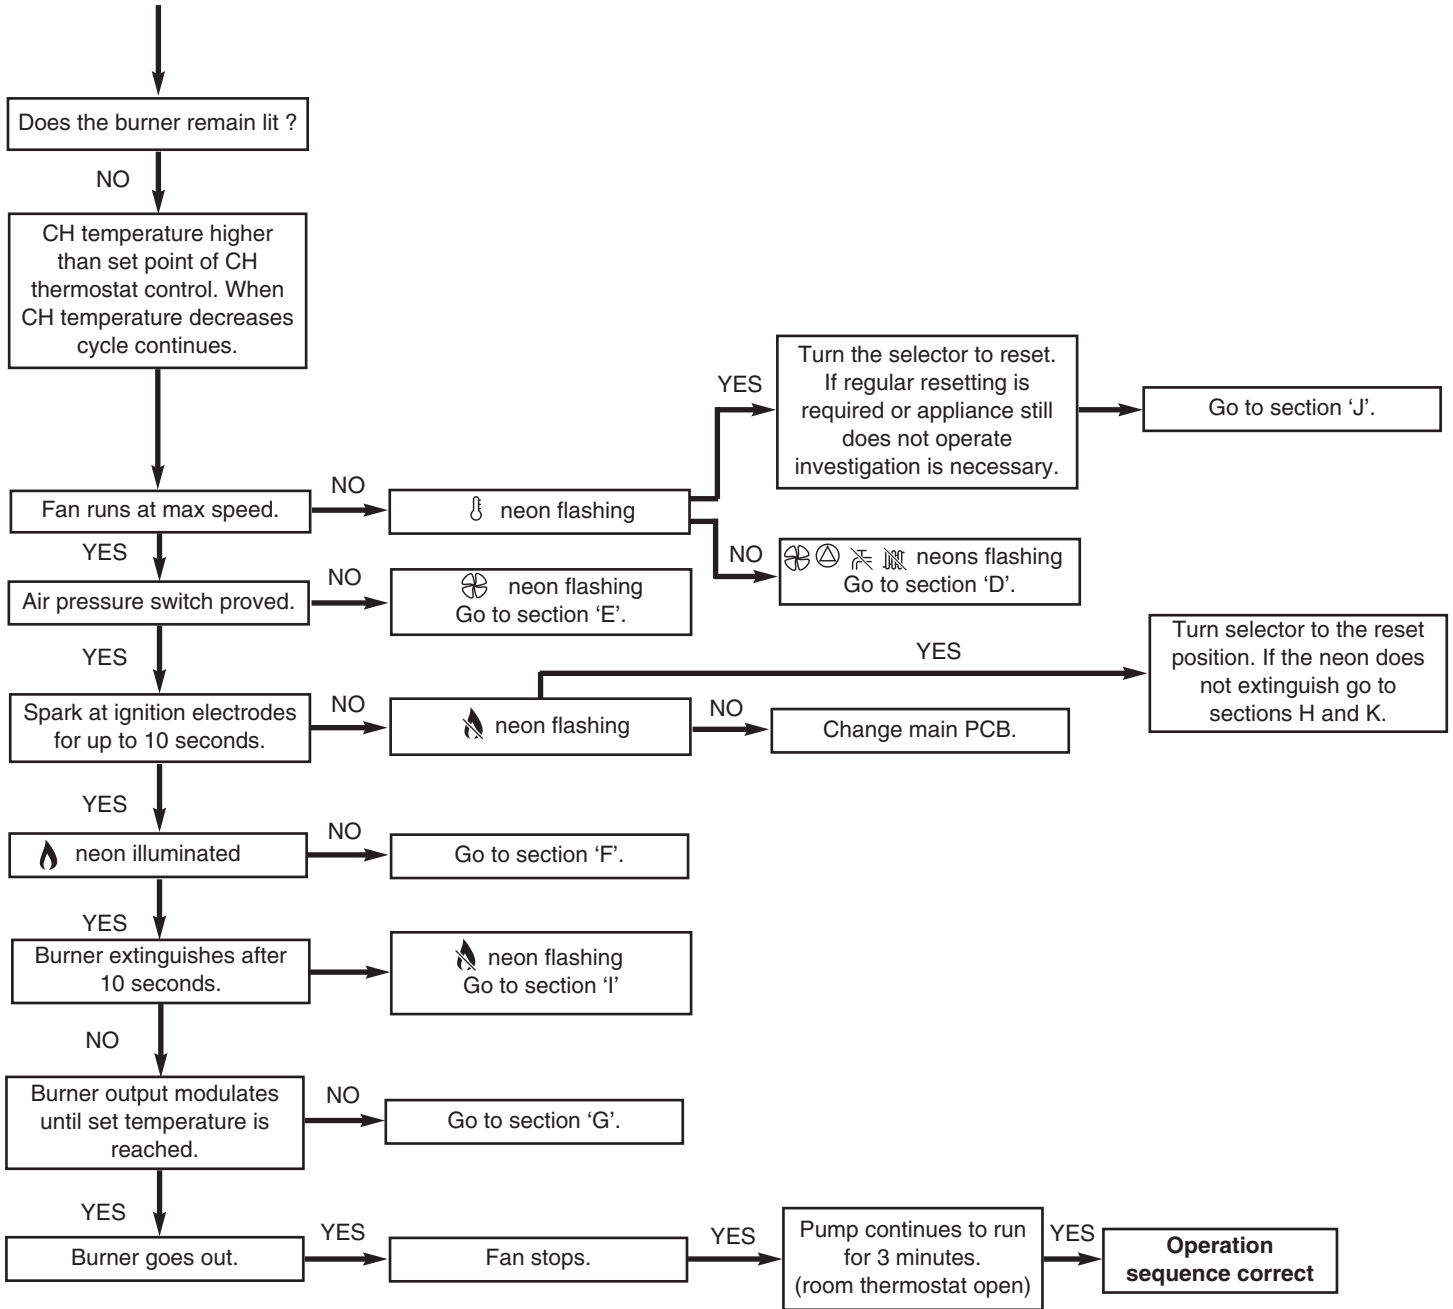 Does the burner remain lit ?
NO
CH temperature higher
than set point of CH
thermostat control. When
CH temperature decreases
cycle continues.
Fan runs at max speed.
NO
neon flashing
YES
Turn the selector to reset.
If regular resetting is
required or appliance still
does not operate
investigation is necessary.
Go to section ‘J’.
NO
neons flashing
Go to section ‘D’.
YES
Air pressure switch proved.
NO
neon flashing
Go to section ‘E’.
YES
Spark at ignition electrodes
for up to 10 seconds.
NO
neon flashing
YES
Turn selector to the reset
position. If the neon does
not extinguish go to
sections H and K.
NO
Change main PCB.
YES
neon illuminated
NO
Go to section ‘F’.
YES
Burner extinguishes after
10 seconds.
neon flashing
Go to section ‘I’
NO
Burner output modulates
until set temperature is
reached.
NO
Go to section ‘G’.
YES
Burner goes out.
YES
Fan stops.
YES
Pump continues to run
for 3 minutes.
(room thermostat open)
YES
Operation
sequence correct